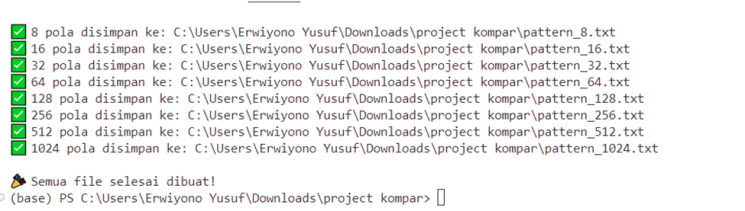 ✅ 8 pola disimpan ke: C:\Users\Erwiyono Yusuf\Downloads\project kompar\pattern_8.txt
✅ 16 pola disimpan ke: C:\Users\Erwiyono Yusuf\Downloads\project kompar\pattern_16.txt
✅ 32 pola disimpan ke: C:\Users\Erwiyono Yusuf\Downloads\project kompar\pattern_32.txt
✅ 64 pola disimpan ke: C:\Users\Erwiyono Yusuf\Downloads\project kompar\pattern_64.txt
✅ 128 pola disimpan ke: C:\Users\Erwiyono Yusuf\Downloads\project kompar\pattern_128.txt
✅ 256 pola disimpan ke: C:\Users\Erwiyono Yusuf\Downloads\project kompar\pattern_256.txt
✅ 512 pola disimpan ke: C:\Users\Erwiyono Yusuf\Downloads\project kompar\pattern_512.txt
✅ 1024 pola disimpan ke: C:\Users\Erwiyono Yusuf\Downloads\project kompar\pattern_1024.txt
🎉 Semua file selesai dibuat!
(base) PS C:\Users\Erwiyono Yusuf\Downloads\project kompar>